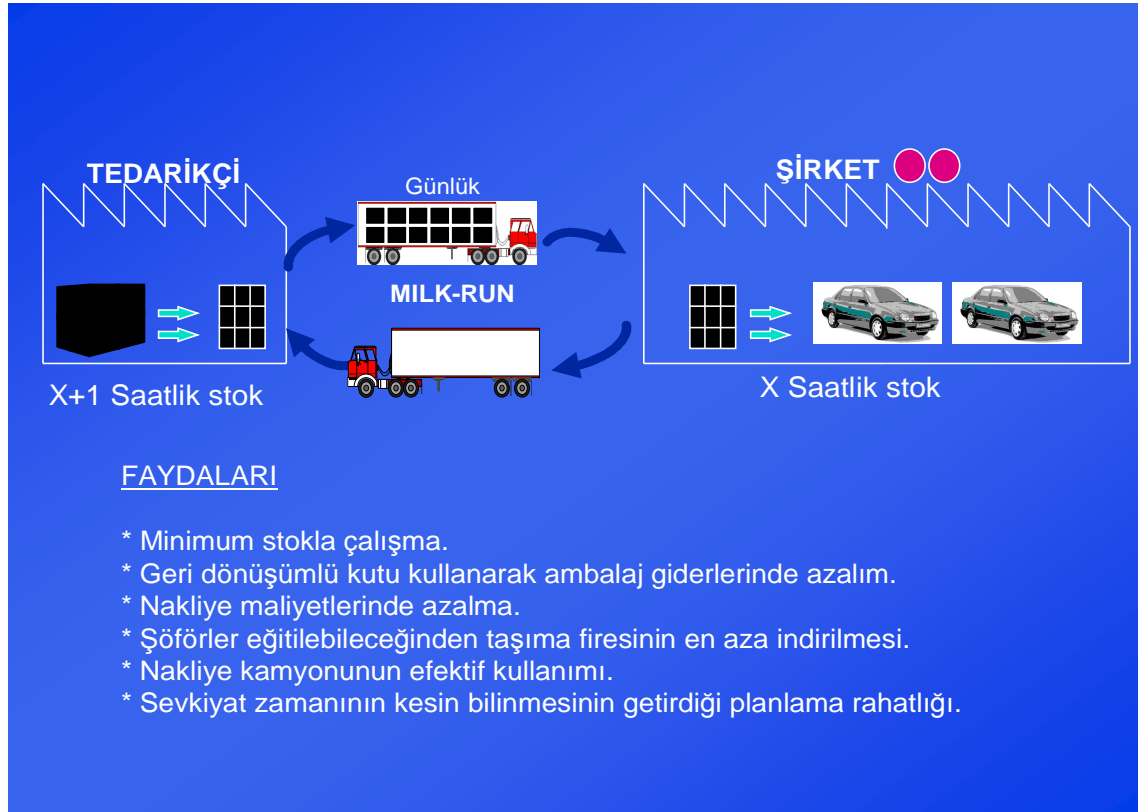 TEDARİKÇİ
Günlük
ŞİRKET
MILK-RUN
X+1 Saatlik stok
X Saatlik stok
FAYDALARI
* Minimum stokla çalışma.
* Geri dönüşümlü kutu kullanarak ambalaj giderlerinde azalım.
* Nakliye maliyetlerinde azalma.
* Şöförler eğitilebileceğinden taşıma firesinin en aza indirilmesi.
* Nakliye kamyonunun efektif kullanımı.
* Sevkiyat zamanının kesin bilinmesinin getirdiği planlama rahatlığı.